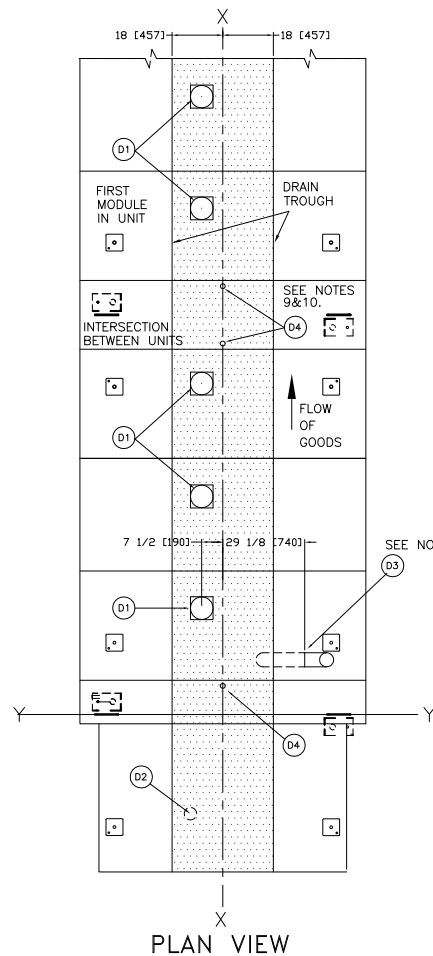 X
18 [457]
18 [457]
D1
FIRST
MODULE
IN UNIT
DRAIN
TROUGH
SEE NOTES
9&10.
D4
INTERSECTION
BETWEEN UNITS
D1
FLOW
OF
GOODS
7 1/2 [190]
29 1/8 [740]
SEE NO
D3
D1
Y
Y
D4
D2
X
PLAN VIEW